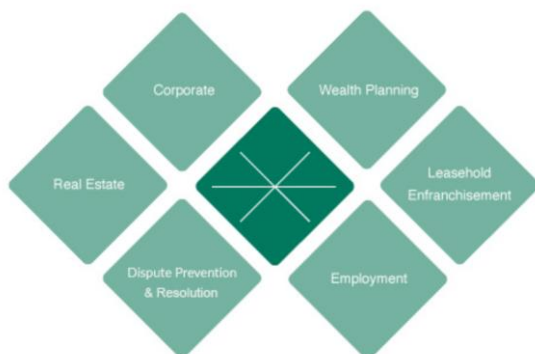 Corporate
Wealth Planning
Real Estate
Leasehold
Enfranchisement
Dispute Prevention
& Resolution
Employment